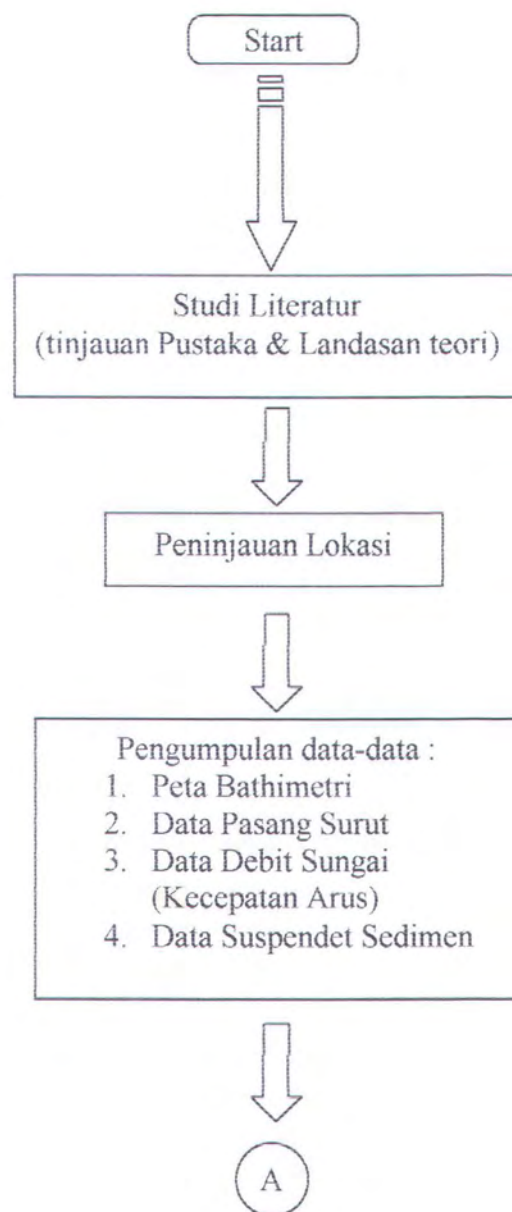 Start
Studi Literatur
(tinjauan Pustaka & Landasan teori)
Peninjauan Lokasi
Pengumpulan data-data :
1. Peta Bathimetri
2. Data Pasang Surut
3. Data Debit Sungai
(Kecepatan Arus)
4. Data Suspendet Sedimen
A